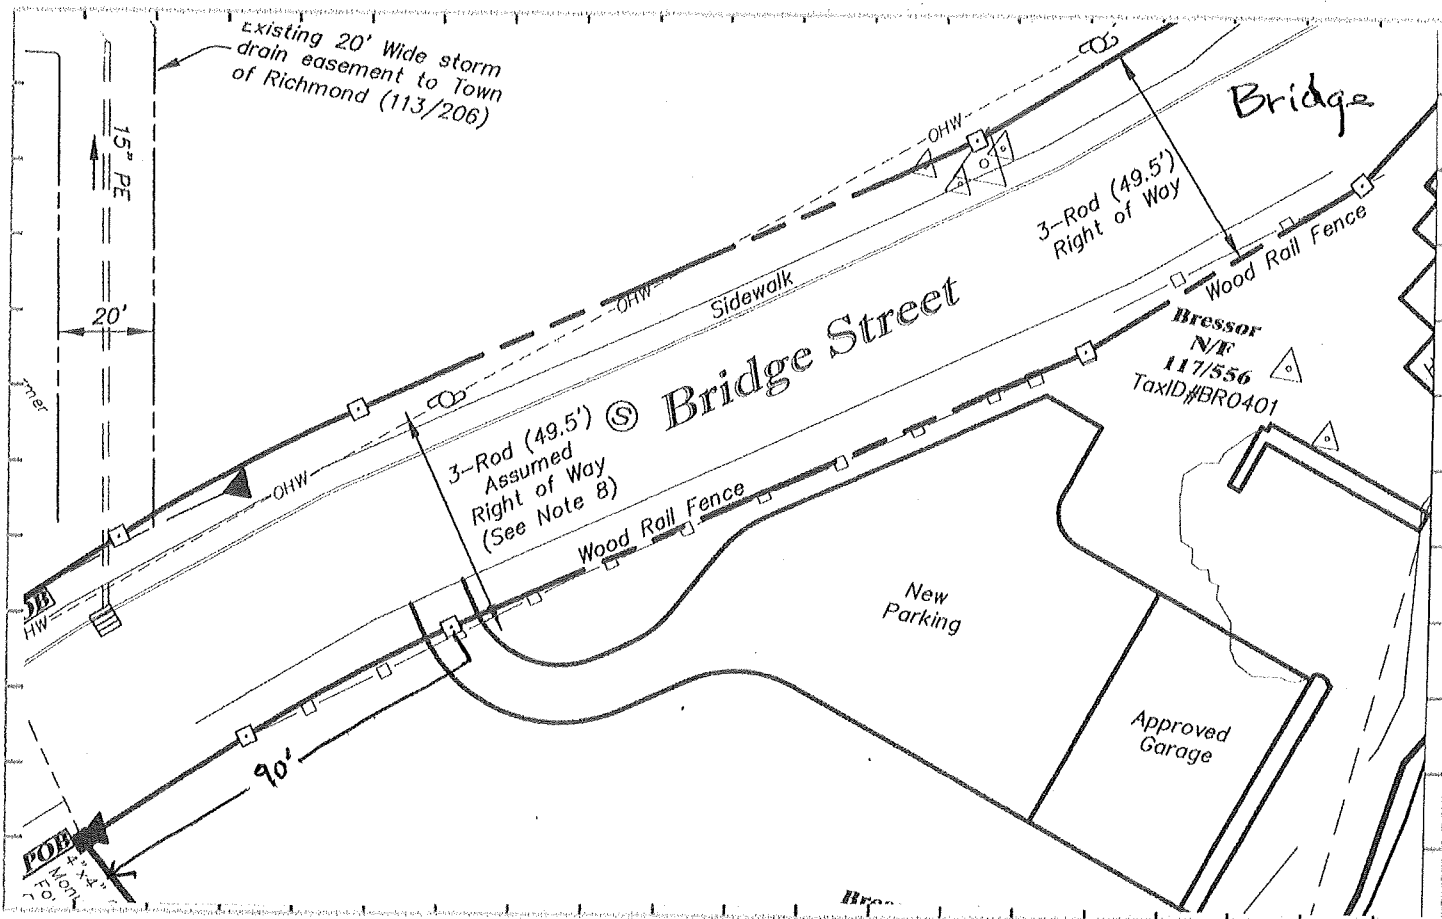 Existing 20' Wide storm
drain easement to Town
of Richmond (113/206)
15" PE
20'
OHW
Bridge
3-Rod (49.5')
Right of Way
OHW
Sidewalk
Wood Rail Fence
Bridge Street
S
Bressor
N/F
117/556
TaxID#BR0401
3-Rod (49.5')
Assumed
Right of Way
(See Note 8)
OHW
Wood Rail Fence
New
Parking
HW
Approved
Garage
90'
POB
4"x4"